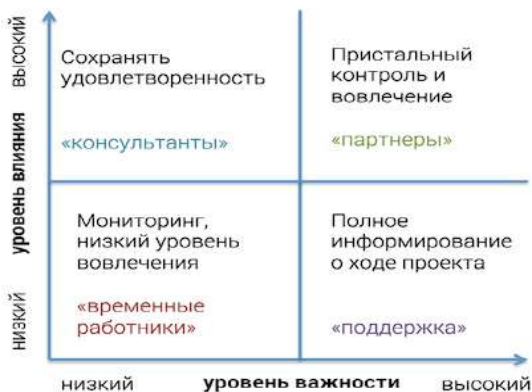 высокий
Сохранять
удовлетворенность
«консультанты»
Пристальный
контроль и
вовлечение
«партнеры»
уровень влияния
Мониторинг,
низкий уровень
вовлечения
«временные
работники»
Полное
информирование
о ходе проекта
«поддержка»
низкий
низкий
уровень важности
высокий